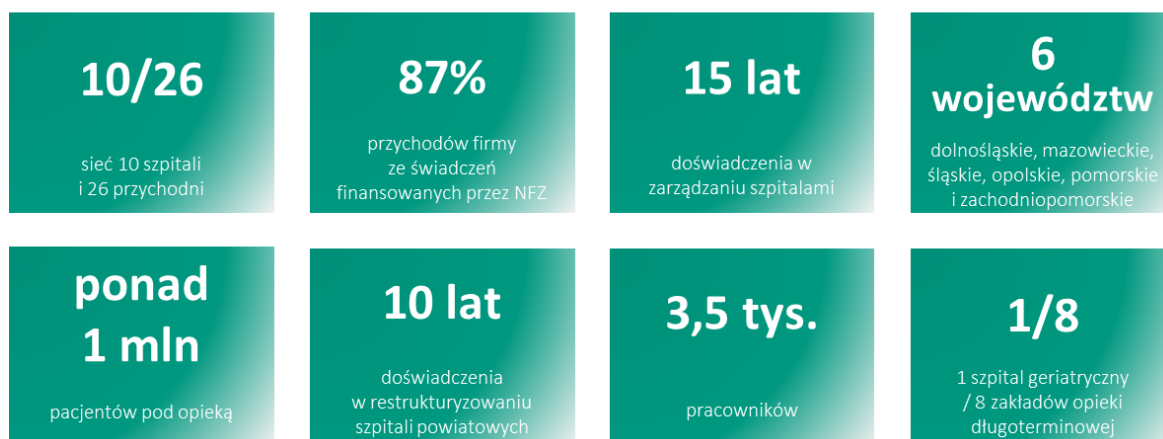 10/26
sieć 10 szpitali
i 26 przychodni
87%
przychodów firmy
ze świadczeń
finansowanych przez NFZ
15 lat
doświadczenia w
zarządzaniu szpitalami
6
województw
dolnośląskie, mazowieckie,
śląskie, opolskie, pomorskie
i zachodniopomorskie
ponad
1 mln
pacjentów pod opieką
10 lat
doświadczenia
w restrukturyzowaniu
szpitali powiatowych
3,5 tys.
pracowników
1/8
1 szpital geriatryczny
/ 8 zakładów opieki
długoterminowej